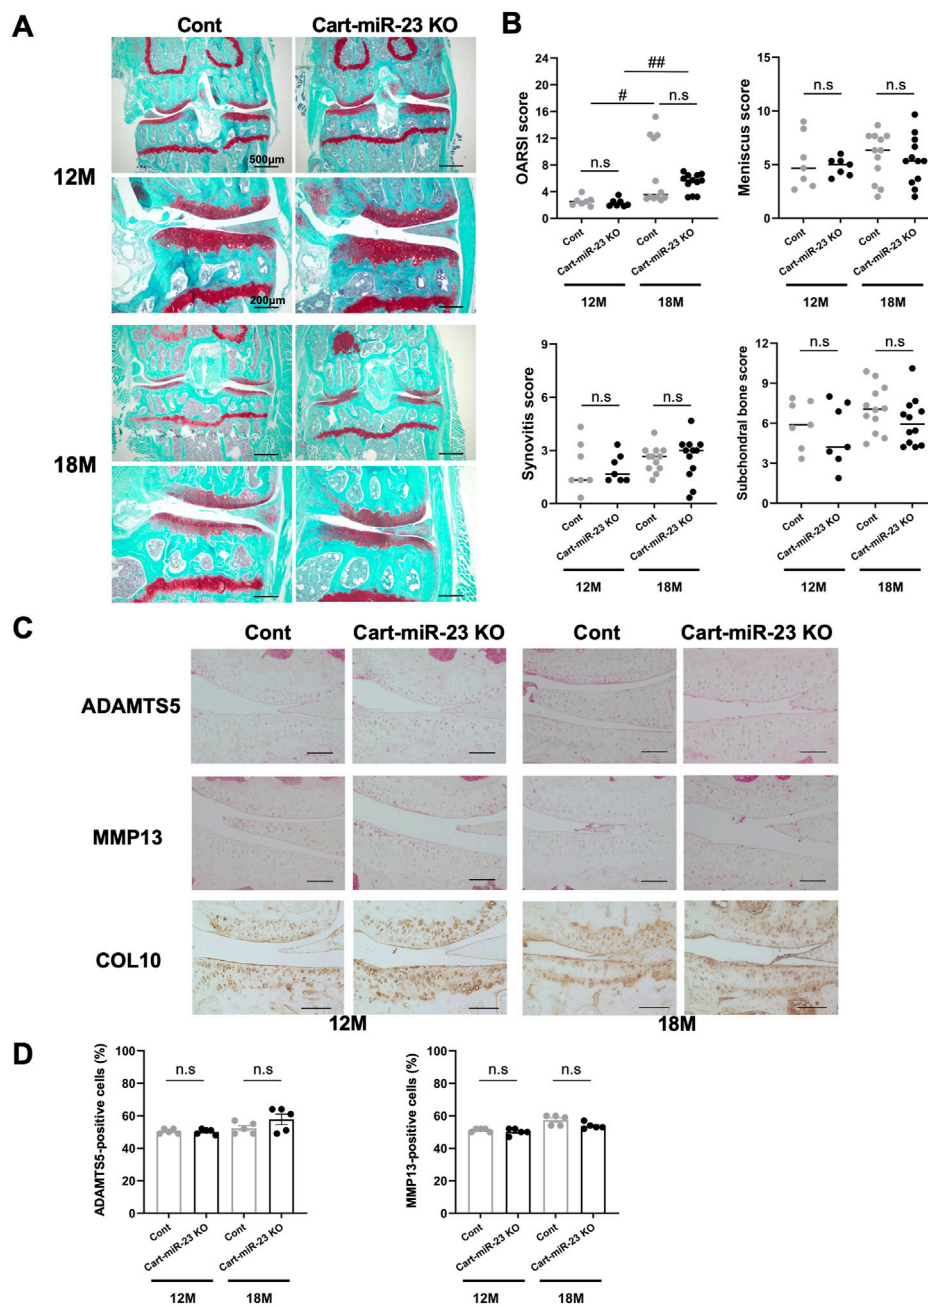 A
Cont
Cart-miR-23 KO
12M
500μm
200μm
18M
B
OARSI score
24
20
16
12
8
4
0
##
#
n.s
n.s
Cont
Cart-miR-23 KO
Cont
Cart-miR-23 KO
12M
18M
Meniscus score
15
10
5
0
n.s
n.s
Cont
Cart-miR-23 KO
Cont
Cart-miR-23 KO
12M
18M
Synovitis score
9
6
3
0
n.s
n.s
Cont
Cart-miR-23 KO
Cont
Cart-miR-23 KO
12M
18M
Subchondral bone score
12
9
6
3
0
n.s
n.s
Cont
Cart-miR-23 KO
Cont
Cart-miR-23 KO
12M
18M
C
Cont
Cart-miR-23 KO
Cont
Cart-miR-23 KO
ADAMTS5
MMP13
COL10
12M
18M
D
ADAMTS5-positive cells (%)
100
80
60
40
20
0
n.s
n.s
Cont
Cart-miR-23 KO
Cont
Cart-miR-23 KO
12M
18M
MMP13-positive cells (%)
100
80
60
40
20
0
n.s
n.s
Cont
Cart-miR-23 KO
Cont
Cart-miR-23 KO
12M
18M